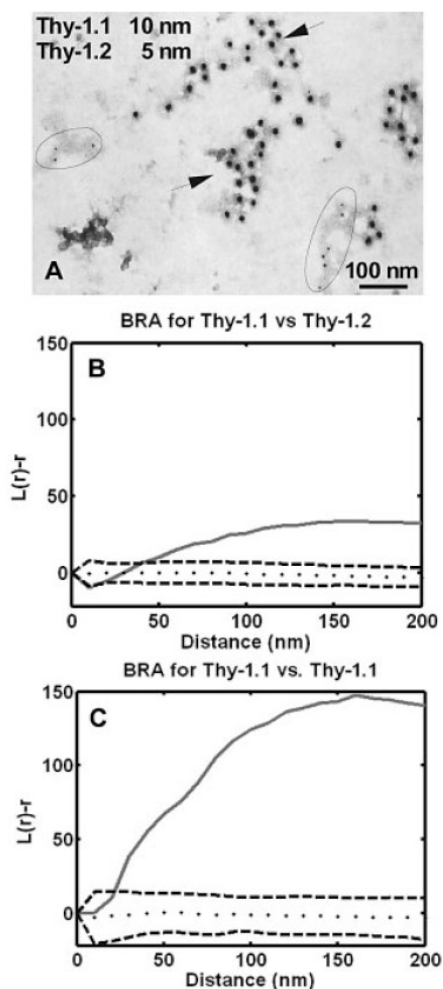 Thy-1.1 10 nm
Thy-1.2 5 nm
A
100 nm
BRA for Thy-1.1 vs Thy-1.2
B
150
100
50
0
L(r)-r
0 50 100 150 200
Distance (nm)
BRA for Thy-1.1 vs. Thy-1.1
C
150
100
50
0
L(r)-r
0 50 100 150 200
Distance (nm)